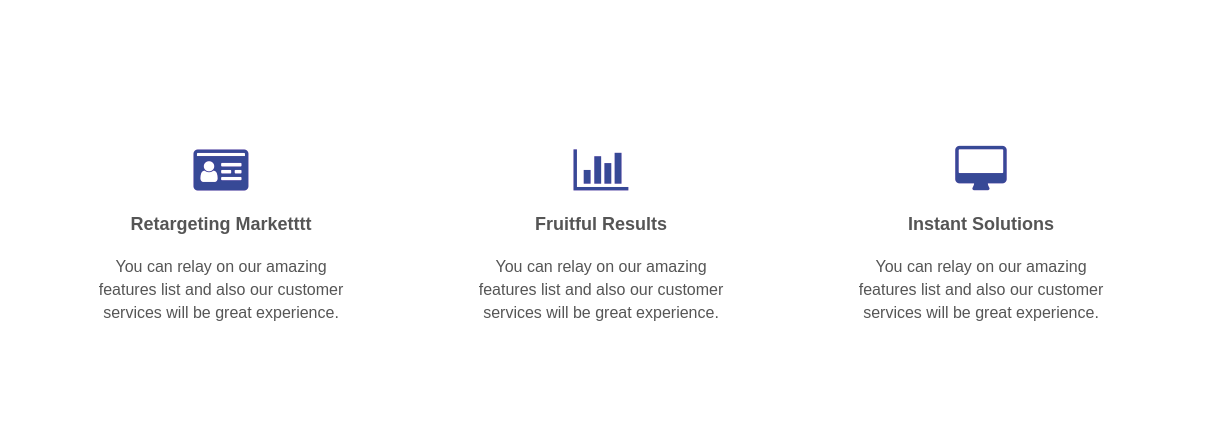 Retargeting Marketttt
You can relay on our amazing
features list and also our customer
services will be great experience.
Fruitful Results
You can relay on our amazing
features list and also our customer
services will be great experience.
Instant Solutions
You can relay on our amazing
features list and also our customer
services will be great experience.